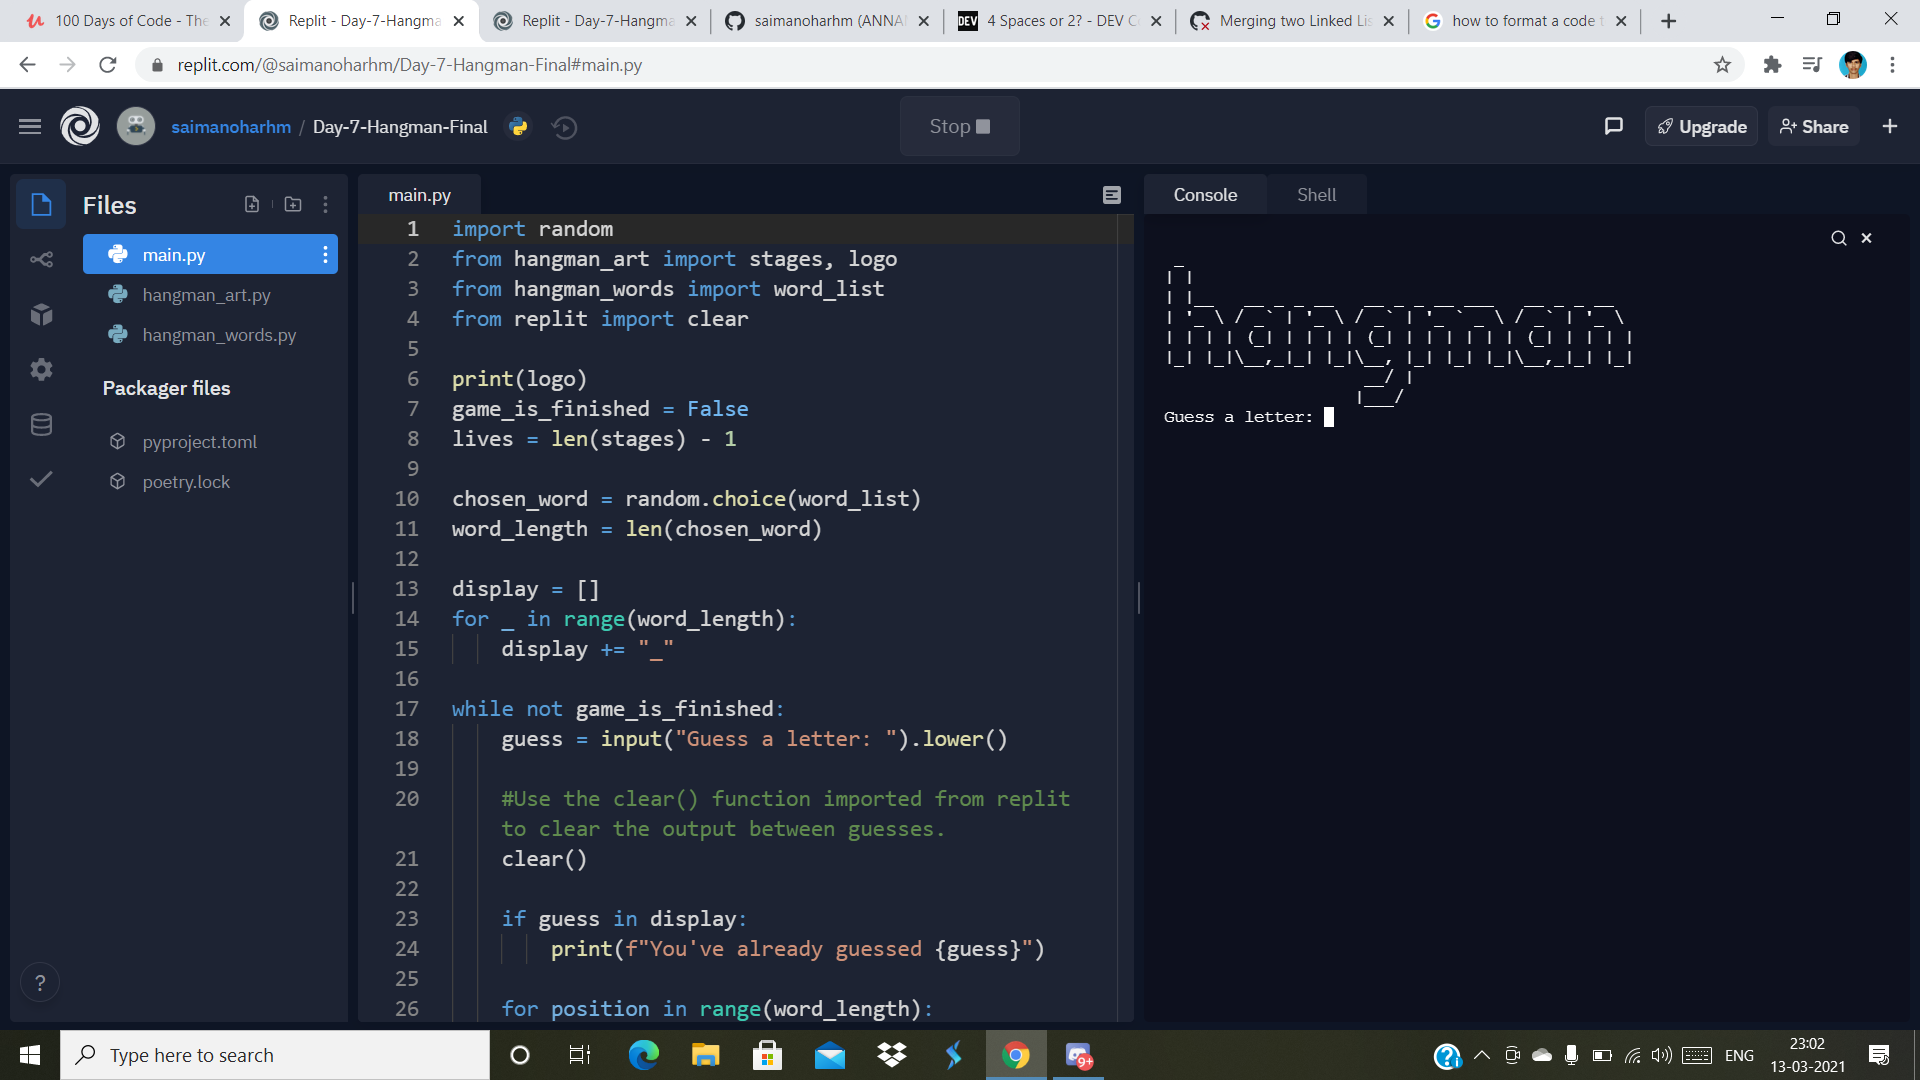 100 Days of Code - The
Replit - Day-7-Hangma
Replit - Day-7-Hangma
saimanoharhm (ANNA
DEV
4 Spaces or 2? - DEV C
Merging two Linked Lis
how to format a code t
replit.com/@saimanoharhm/Day-7-Hangman-Final#main.py
saimanoharhm / Day-7-Hangman-Final
Stop
Upgrade
Share
Files
main.py
hangman_art.py
hangman_words.py
Packager files
pyproject.toml
poetry.lock
?
main.py
1 import random
2 from hangman_art import stages, logo
3 from hangman_words import word_list
4 from replit import clear
5
6 print(logo)
7 game_is_finished = False
8 lives = len(stages) - 1
9
10 chosen_word = random.choice(word_list)
11 word_length = len(chosen_word)
12
13 display = []
14 for _ in range(word_length):
15     display += "_"
16
17 while not game_is_finished:
18     guess = input("Guess a letter: ").lower()
19
20     #Use the clear() function imported from replit
to clear the output between guesses.
21     clear()
22
23     if guess in display:
24         print(f"You've already guessed {guess}")
25
26     for position in range(word_length):
Console
Shell
hangman
Guess a letter:
Type here to search
9+
ENG
23:02
13-03-2021